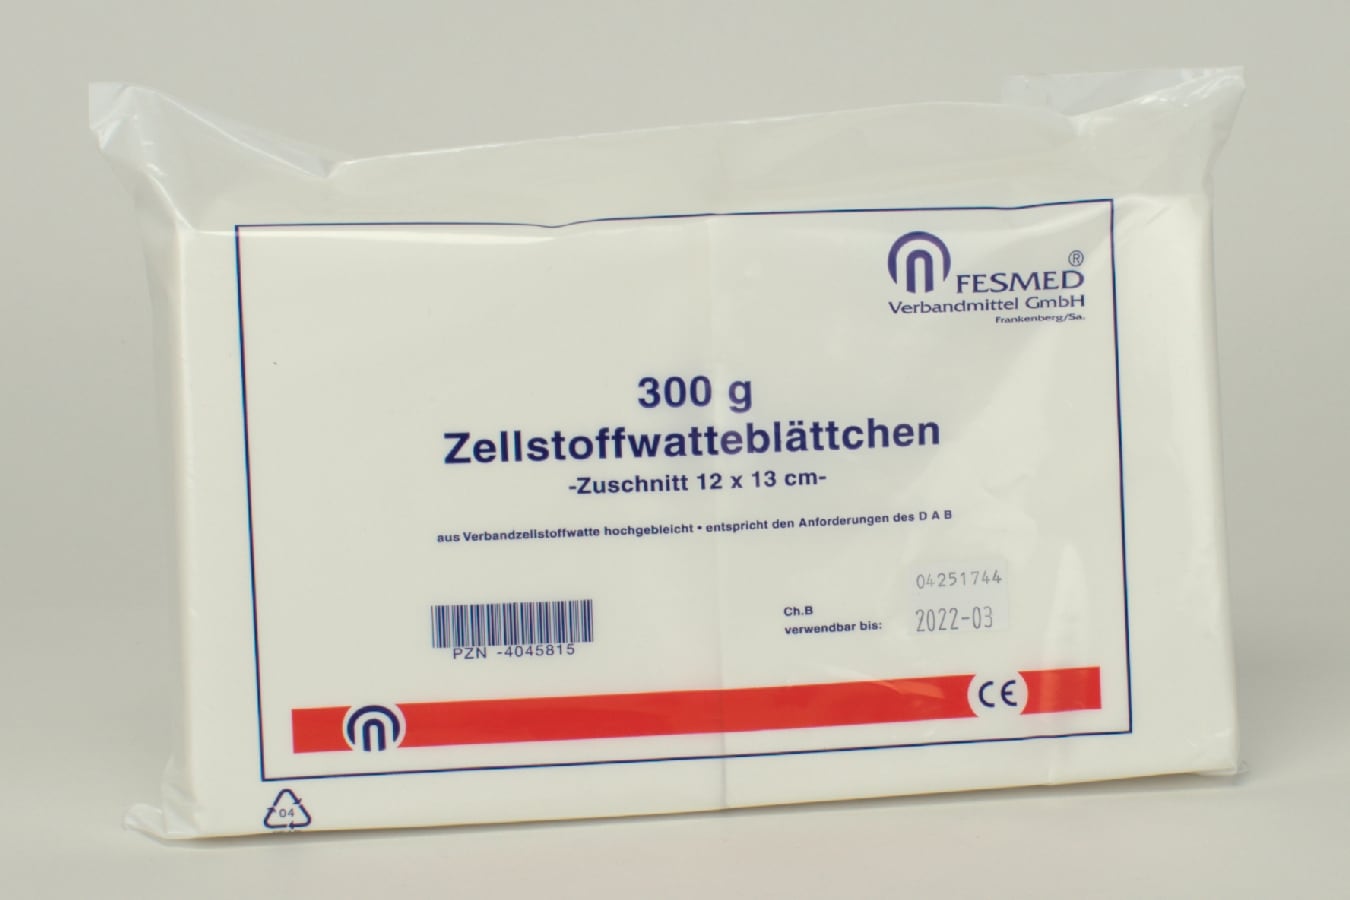 FESMED®
Verbandmittel GmbH
Frankenberg/Sa.
300 g
Zellstoffwatteblättchen
-Zuschnitt 12 x 13 cm-
aus Verbandzellstoffwatte hochgebleicht • entspricht den Anforderungen des D A B
04251744
Ch.B
verwendbar bis: 2022-03
PZN -4045815
CE
04